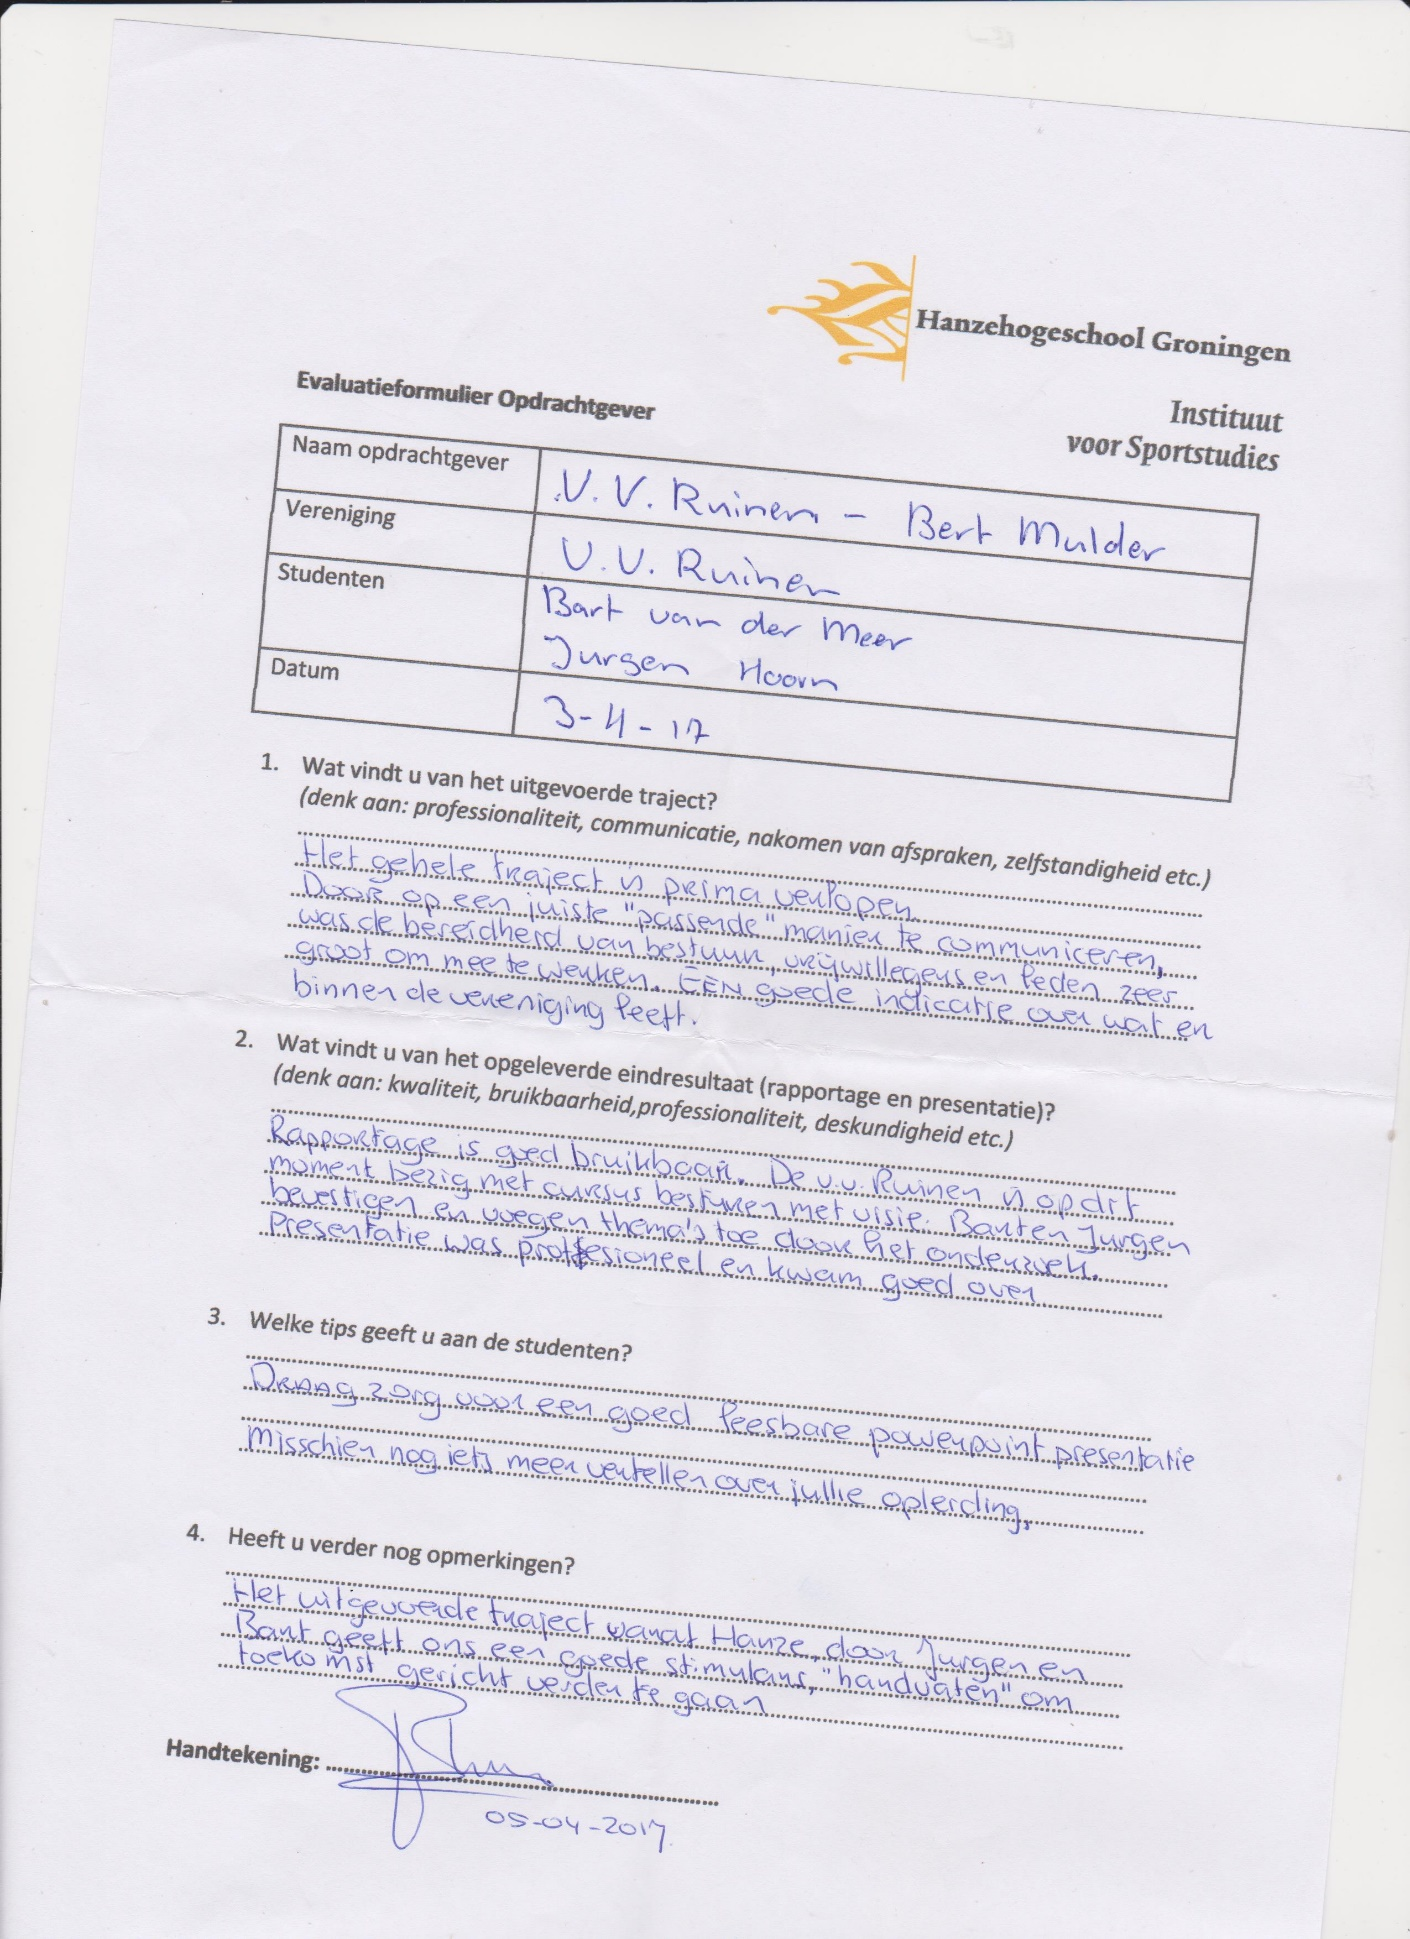 Hanzehogeschool Groningen
Instituut
voor Sportstudies
Evaluatieformulier Opdrachtgever
Naam opdrachtgever
V.V. Ruinen - Bert Mulder
Vereniging
V.V. Ruinen
Studenten
Bart van der Meer
Jurgen Hoorn
Datum
3-4-17
1. Wat vindt u van het uitgevoerde traject?
(denk aan: professionaliteit, communicatie, nakomen van afspraken, zelfstandigheid etc.)
Het gehele traject is prima verlopen.
Door op een juiste "passende" manier te communiceren,
was de bereidheid van bestuur, vrijwillegers en leden zeer
groot om mee te werken. EEN goede indicatie over wat er
binnen de vereniging leeft.
2. Wat vindt u van het opgeleverde eindresultaat (rapportage en presentatie)?
(denk aan: kwaliteit, bruikbaarheid,professionaliteit, deskundigheid etc.)
Rapportage is goed bruikbaar. De v.v. Ruinen is op dit
moment bezig met cursus besturen met visie. Bart en Jurgen
bevestigen en voegen thema's toe door het onderzoek.
Presentatie was proffesioneel en kwam goed over
3. Welke tips geeft u aan de studenten?
Draag zorg voor een goed leesbare powerpoint presentatie
Misschien nog iets meer vertellen over jullie opleiding.
4. Heeft u verder nog opmerkingen?
Het uitgevoerde traject vanaf Hanze, door Jurgen en
Bart geeft ons een goede stimulans, "handvaten" om
toekomst gericht verder te gaan
Handtekening:
05-04-2017